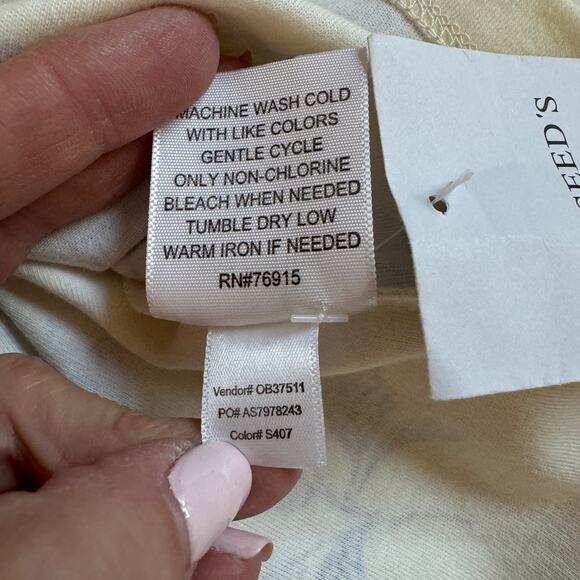 MACHINE WASH COLD
WITH LIKE COLORS
GENTLE CYCLE
ONLY NON-CHLORINE
BLEACH WHEN NEEDED
TUMBLE DRY LOW
WARM IRON IF NEEDED
RN#76915
Vendor# OB37511
PO# AS7978243
Color# S407
EED'S